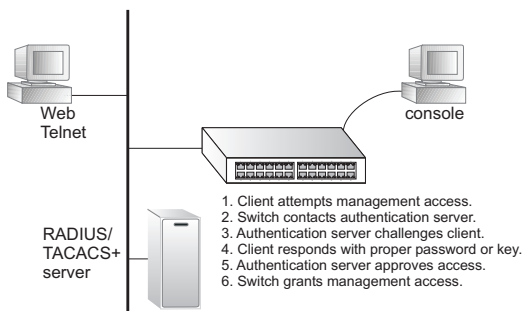 Web
Telnet
console
1. Client attempts management access.
2. Switch contacts authentication server.
3. Authentication server challenges client.
4. Client responds with proper password or key.
5. Authentication server approves access.
6. Switch grants management access.
RADIUS/
TACACS+
server